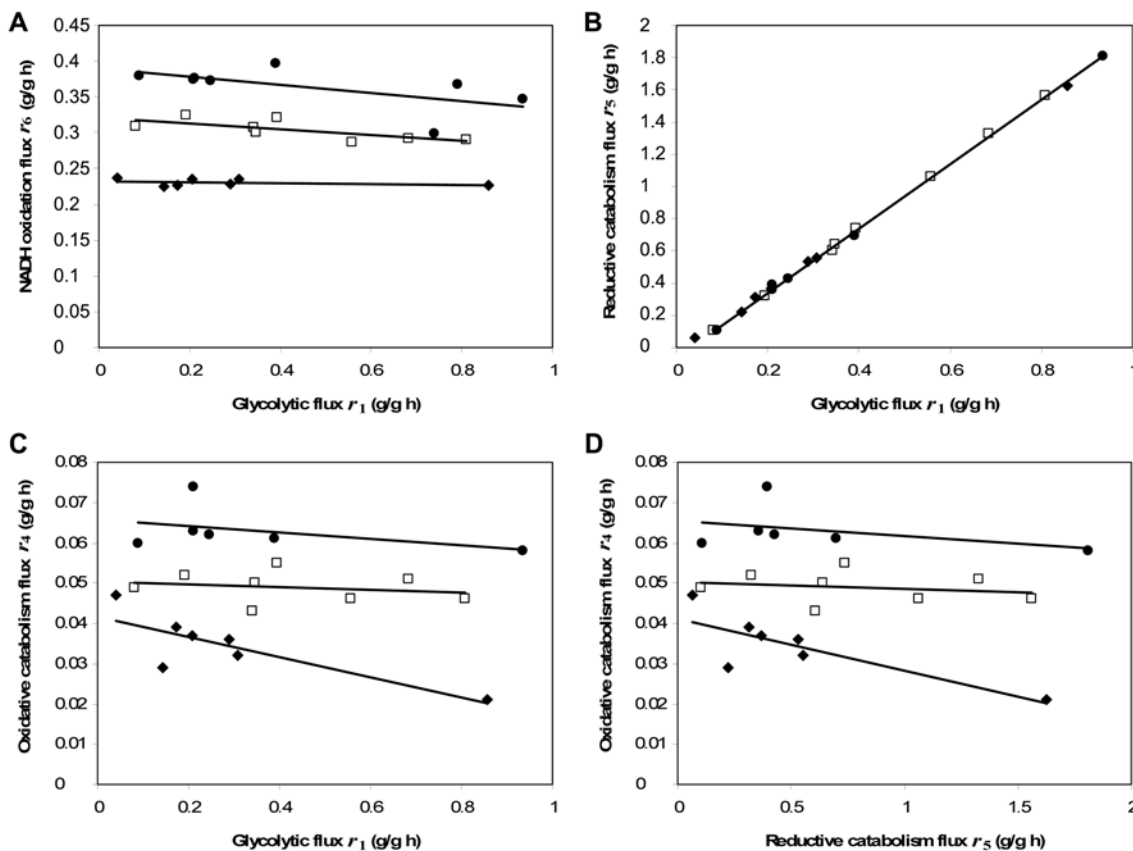 A
NADH oxidation flux r6 (g/g h)
0.45
0.4
0.35
0.3
0.25
0.2
0.15
0.1
0.05
0
0 0.2 0.4 0.6 0.8 1
Glycolytic flux r1 (g/g h)
B
Reductive catabolism flux r5 (g/g h)
2
1.8
1.6
1.4
1.2
1
0.8
0.6
0.4
0.2
0
0 0.2 0.4 0.6 0.8 1
Glycolytic flux r1 (g/g h)
C
Oxidative catabolism flux r4 (g/g h)
0.08
0.07
0.06
0.05
0.04
0.03
0.02
0.01
0
0 0.2 0.4 0.6 0.8 1
Glycolytic flux r1 (g/g h)
D
Oxidative catabolism flux r4 (g/g h)
0.08
0.07
0.06
0.05
0.04
0.03
0.02
0.01
0
0 0.5 1 1.5 2
Reductive catabolism flux r5 (g/g h)